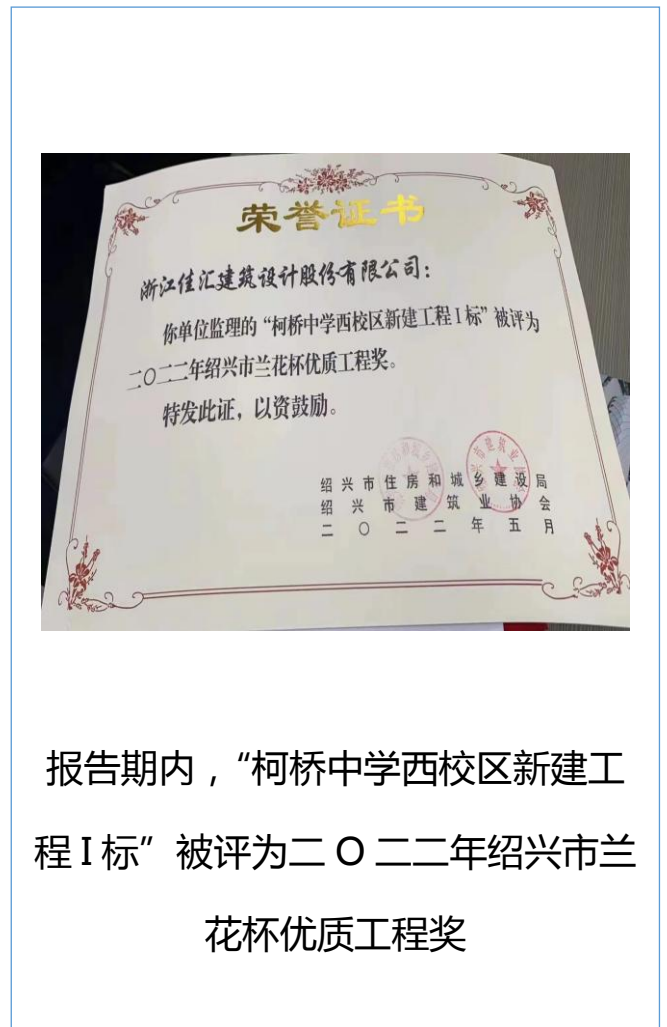 荣誉证书
浙江佳汇建筑设计股份有限公司：
你单位监理的“柯桥中学西校区新建工程I标”被评为
二〇二二年绍兴市兰花杯优质工程奖。
特发此证，以资鼓励。
绍兴市住房和城乡建设局
绍兴市建筑业协会
二〇二二年五月
报告期内，“柯桥中学西校区新建工
程I标”被评为二O二二年绍兴市兰
花杯优质工程奖